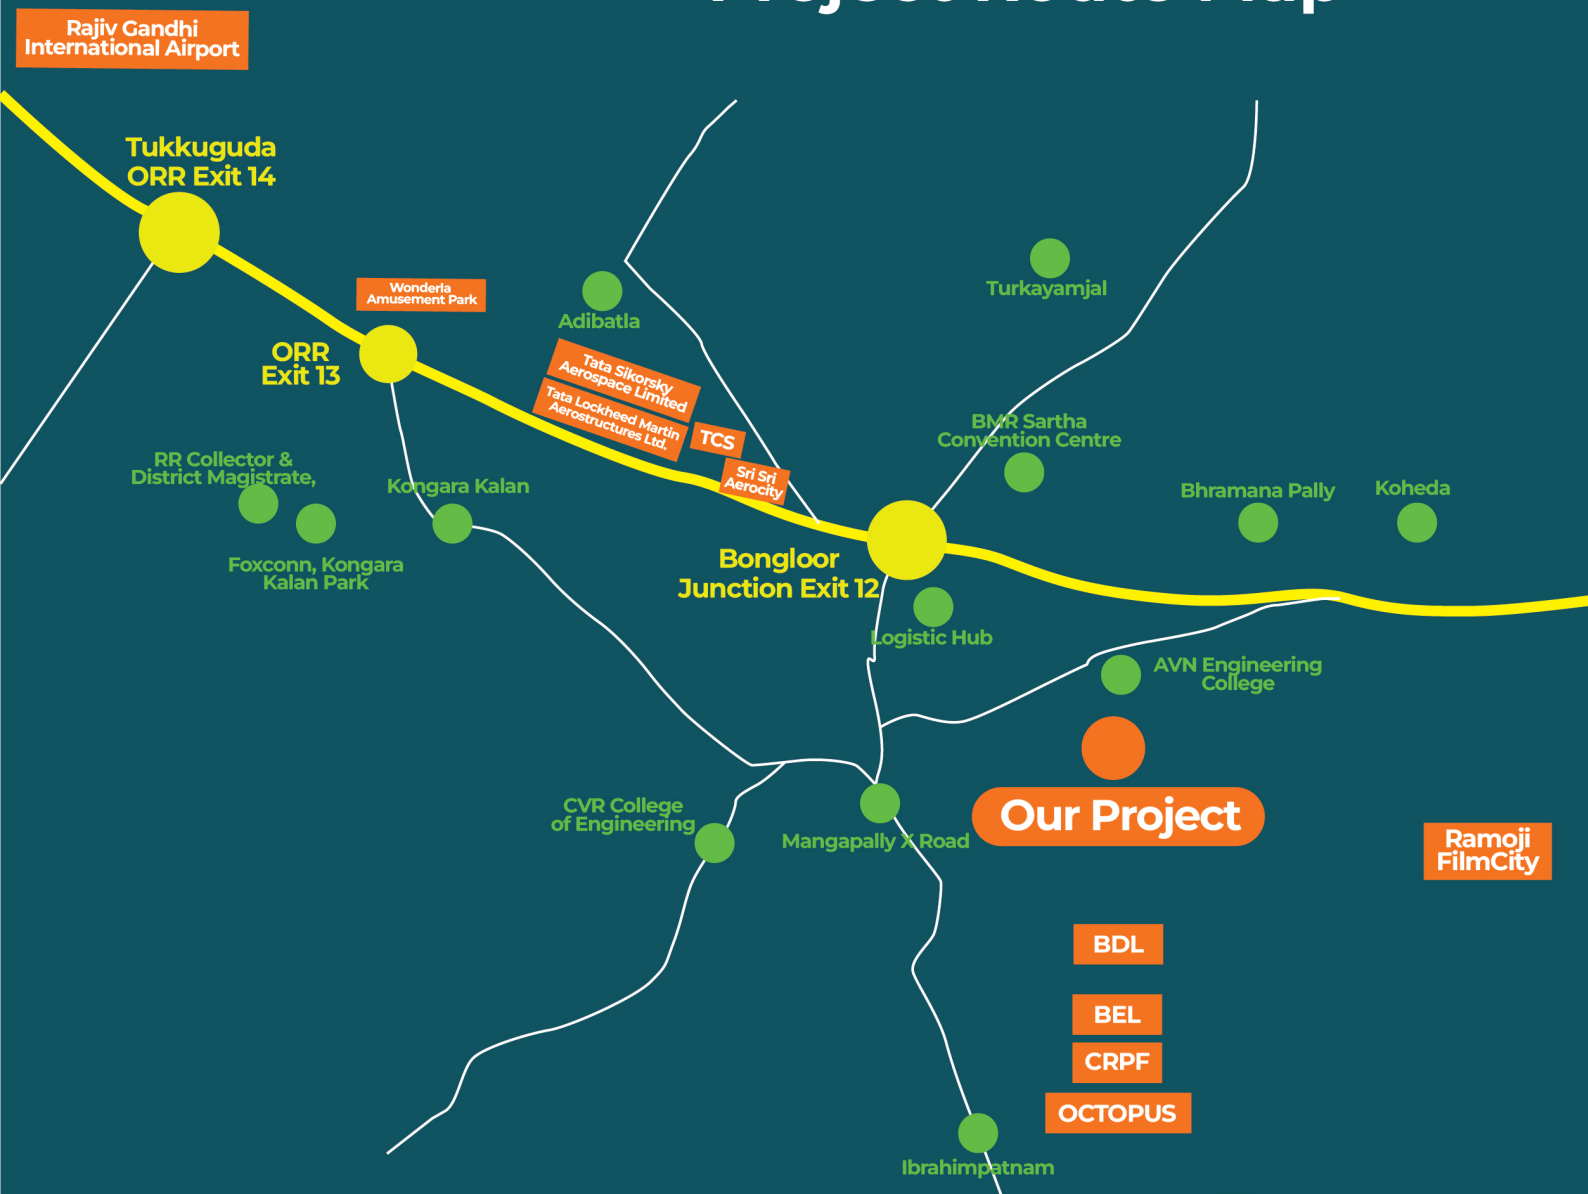 Project Route Map
Rajiv Gandhi
International Airport
Tukkuguda
ORR Exit 14
Wonderla
Amusement Park
ORR
Exit 13
Adibatla
Turkayamjal
Tata Sikorsky
Aerospace Limited
Tata Lockheed Martin
Aerostructures Ltd.
TCS
Sri Sri
Aerocity
BMR Sartha
Convention Centre
RR Collector &
District Magistrate,
Kongara Kalan
Bhramana Pally
Koheda
Foxconn, Kongara
Kalan Park
Bongloor
Junction Exit 12
Logistic Hub
AVN Engineering
College
CVR College
of Engineering
Mangapally X Road
Our Project
Ramoji
FilmCity
BDL
BEL
CRPF
OCTOPUS
Ibrahimpatnam